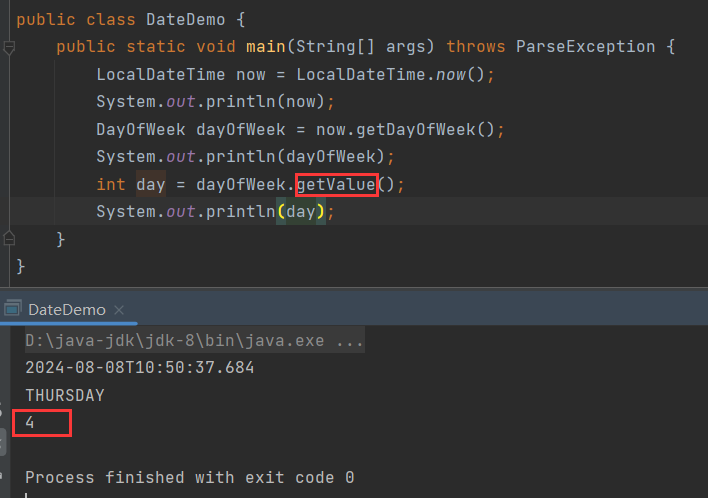 public class DateDemo {
public static void main(String[] args) throws ParseException {
LocalDateTime now = LocalDateTime.now();
System.out.println(now);
DayOfWeek dayOfWeek = now.getDayOfWeek();
System.out.println(dayOfWeek);
int day = dayOfWeek.getValue();
System.out.println(day);
}
}
DateDemo ×
D:\java-jdk\jdk-8\bin\java.exe ...
2024-08-08T10:50:37.684
THURSDAY
4
Process finished with exit code 0